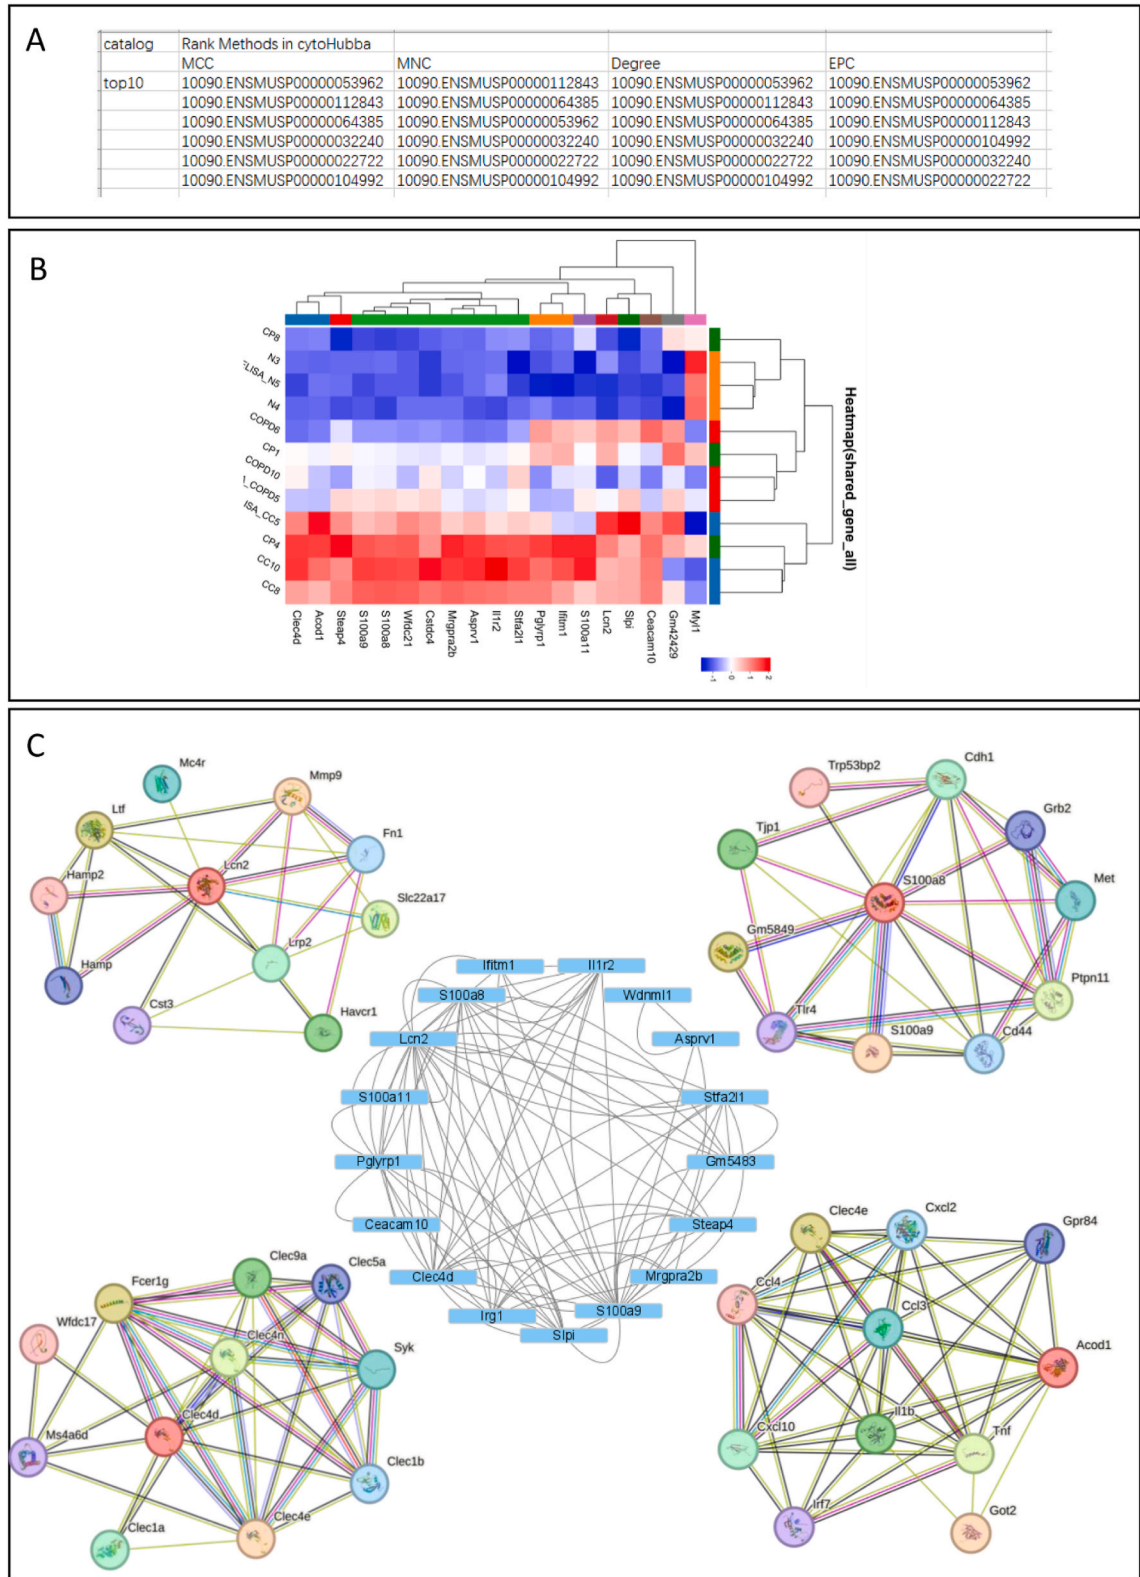 A
catalog Rank Methods in cytoHubba
MCC MNC Degree EPC
top10 10090.ENSMUSP00000053962 10090.ENSMUSP00000112843 10090.ENSMUSP00000053962 10090.ENSMUSP00000053962
10090.ENSMUSP00000112843 10090.ENSMUSP00000064385 10090.ENSMUSP00000112843 10090.ENSMUSP00000064385
10090.ENSMUSP00000064385 10090.ENSMUSP00000053962 10090.ENSMUSP00000064385 10090.ENSMUSP00000112843
10090.ENSMUSP00000032240 10090.ENSMUSP00000032240 10090.ENSMUSP00000032240 10090.ENSMUSP00000104992
10090.ENSMUSP00000022722 10090.ENSMUSP00000022722 10090.ENSMUSP00000022722 10090.ENSMUSP00000032240
10090.ENSMUSP00000104992 10090.ENSMUSP00000104992 10090.ENSMUSP00000104992 10090.ENSMUSP00000022722
B
CP8
N3
ELISA_N5
N4
COPD6
CP1
COPD10
_COPD5
ISA_CC5
CP4
CC10
CC8
Heatmap(shared_gene_all)
Clec4d
Acod1
Steap4
S100a9
S100a8
Wfdc21
Cstdc4
Mrgpra2b
Asprv1
Il1r2
Stfa2l1
Pglyrp1
Ifitm1
S100a11
Lcn2
Slpi
Ceacam10
Gm42429
Myl1
-1 0 1 2
C
Mc4r
Mmp9
Ltf
Fn1
Lcn2
Hamp2
Slc22a17
Lrp2
Hamp
Cst3
Havcr1
Trp53bp2
Cdh1
Tjp1
Grb2
S100a8
Met
Gm5849
Ptpn11
Tlr4
S100a9
Cd44
Ifitm1
Il1r2
S100a8
Wdnml1
Lcn2
Asprv1
S100a11
Stfa2l1
Pglyrp1
Gm5483
Ceacam10
Steap4
Clec4d
Mrgpra2b
Irg1
S100a9
Slpi
Clec9a
Clec5a
Fcer1g
Wfdc17
Clec4n
Syk
Clec4d
Ms4a6d
Clec1b
Clec4e
Clec1a
Clec4e
Cxcl2
Gpr84
Ccl4
Ccl3
Acod1
Il1b
Cxcl10
Tnf
Irf7
Got2